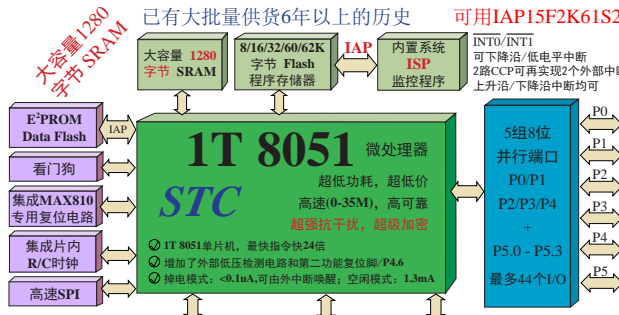 已有大批量供货6年以上的历史
可用IAP15F2K61S2
大容量1280
字节 SRAM
大容量 1280
字节 SRAM
8/16/32/60/62K
字节 Flash
程序存储器
IAP
内置系统
ISP
监控程序
INT0/INT1
可下降沿/低电平中断
2路CCP可再实现2个外部中断
上升沿/下降沿中断均可
E²PROM
Data Flash
IAP
看门狗
集成MAX810
专用复位电路
集成片内
R/C时钟
高速SPI
1T 8051 微处理器
STC
超低功耗，超低价
高速(0-35M)，高可靠
超强抗干扰，超级加密
1T 8051单片机，最快指令快24倍
增加了外部低压检测电路和第二功能复位脚/P4.6
掉电模式：<0.1uA,可由外中断唤醒；空闲模式：1.3mA
5组8位
并行端口
P0/P1
P2/P3/P4
+
P5.0 - P5.3
最多44个I/O
P0
P1
P2
P3
P4
P5